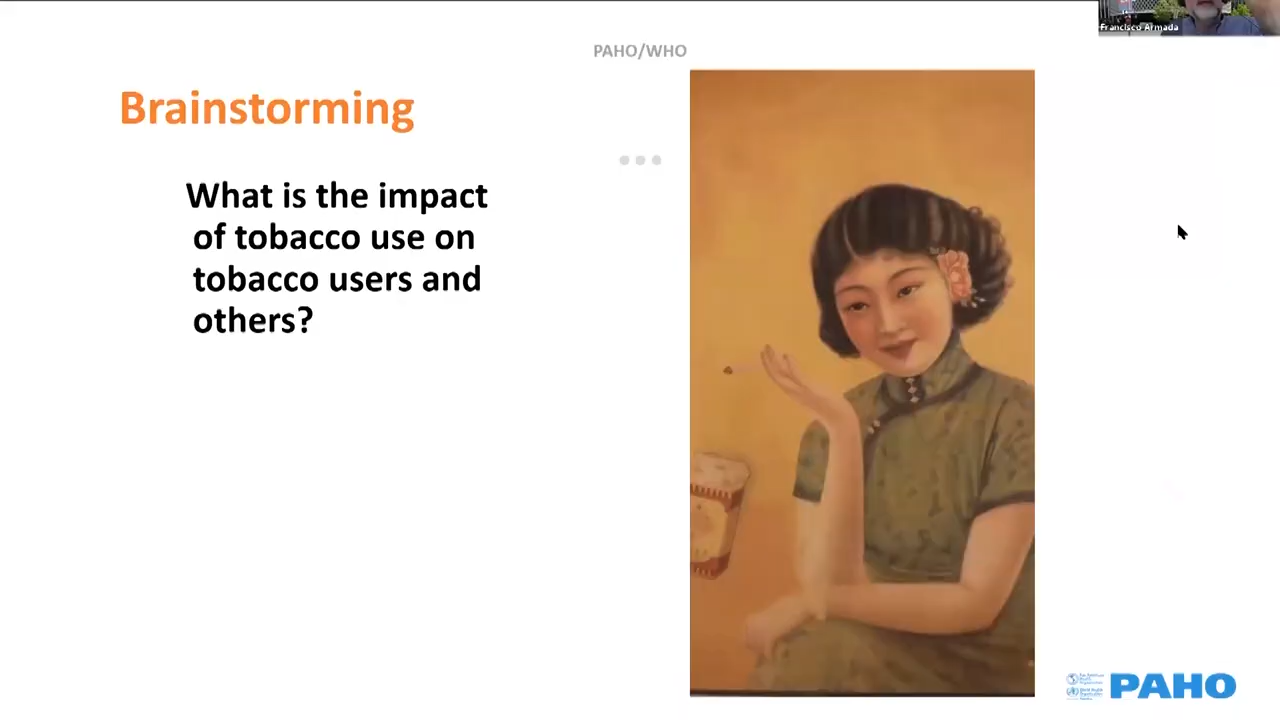 Francisco Armada
PAHO/WHO
Brainstorming
What is the impact
of tobacco use on
tobacco users and
others?
PAHO